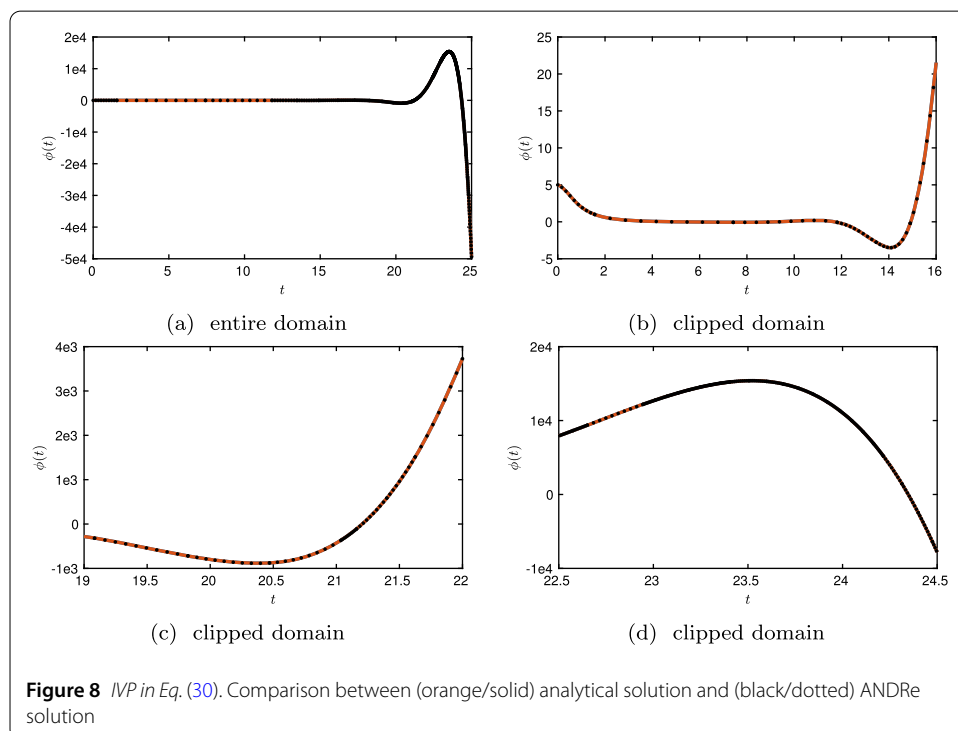 2e4
1e4
0
-1e4
-2e4
-3e4
-4e4
-5e4
ϕ(t)
0 5 10 15 20 25
t
(a) entire domain
25
20
15
10
5
0
-5
ϕ(t)
0 2 4 6 8 10 12 14 16
t
(b) clipped domain
4e3
3e3
2e3
1e3
0
-1e3
ϕ(t)
19 19.5 20 20.5 21 21.5 22
t
(c) clipped domain
2e4
1e4
0
-1e4
ϕ(t)
22.5 23 23.5 24 24.5
t
(d) clipped domain
Figure 8 IVP in Eq. (30). Comparison between (orange/solid) analytical solution and (black/dotted) ANDRe
solution